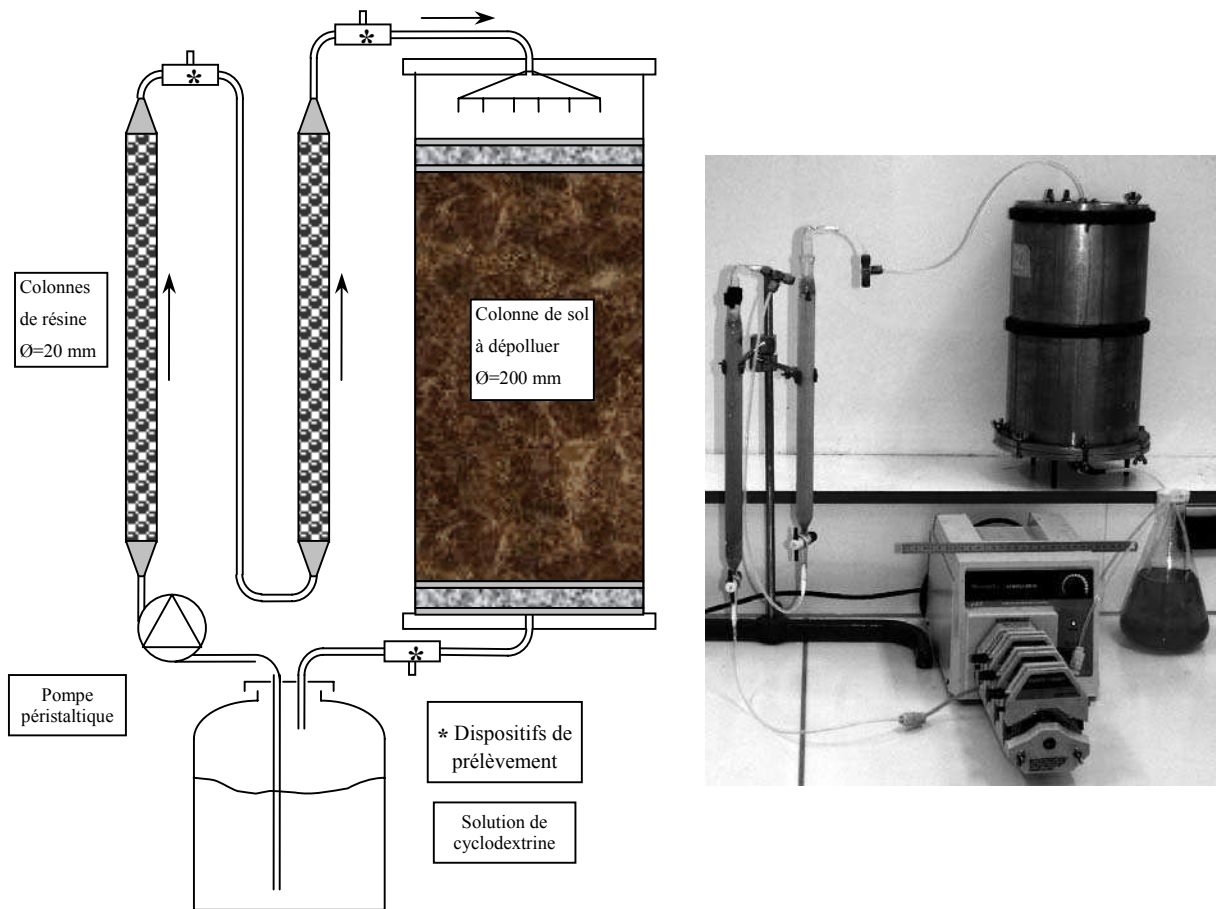 Colonnes
de résine
Ø=20 mm
Colonne de sol
à dépolluer
Ø=200 mm
Pompe
péristaltique
* Dispositifs de
prélèvement
Solution de
cyclodextrine
*
*
*